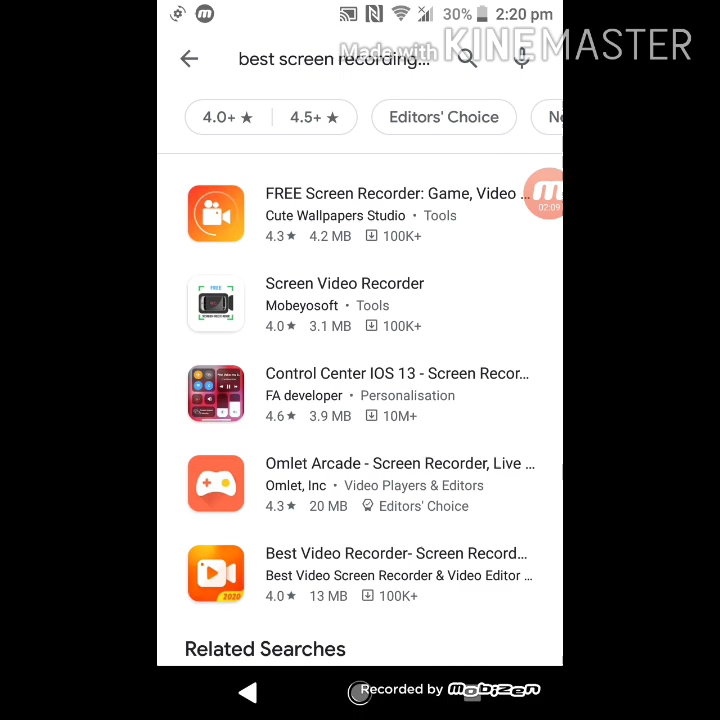 30% 2:20 pm
Made with KINEMASTER
best screen recording...
4.0+ ★ 4.5+ ★ Editors' Choice
FREE Screen Recorder: Game, Video ...
Cute Wallpapers Studio • Tools
4.3★ 4.2 MB 100K+
02:09
Screen Video Recorder
Mobeyosoft • Tools
4.0★ 3.1 MB 100K+
FREE
Control Center IOS 13 - Screen Recor...
FA developer • Personalisation
4.6★ 3.9 MB 10M+
Omlet Arcade - Screen Recorder, Live ...
Omlet, Inc • Video Players & Editors
4.3★ 20 MB Editors' Choice
Best Video Recorder- Screen Record...
Best Video Screen Recorder & Video Editor ...
4.0★ 13 MB 100K+
2020
Related Searches
Recorded by Mobizen